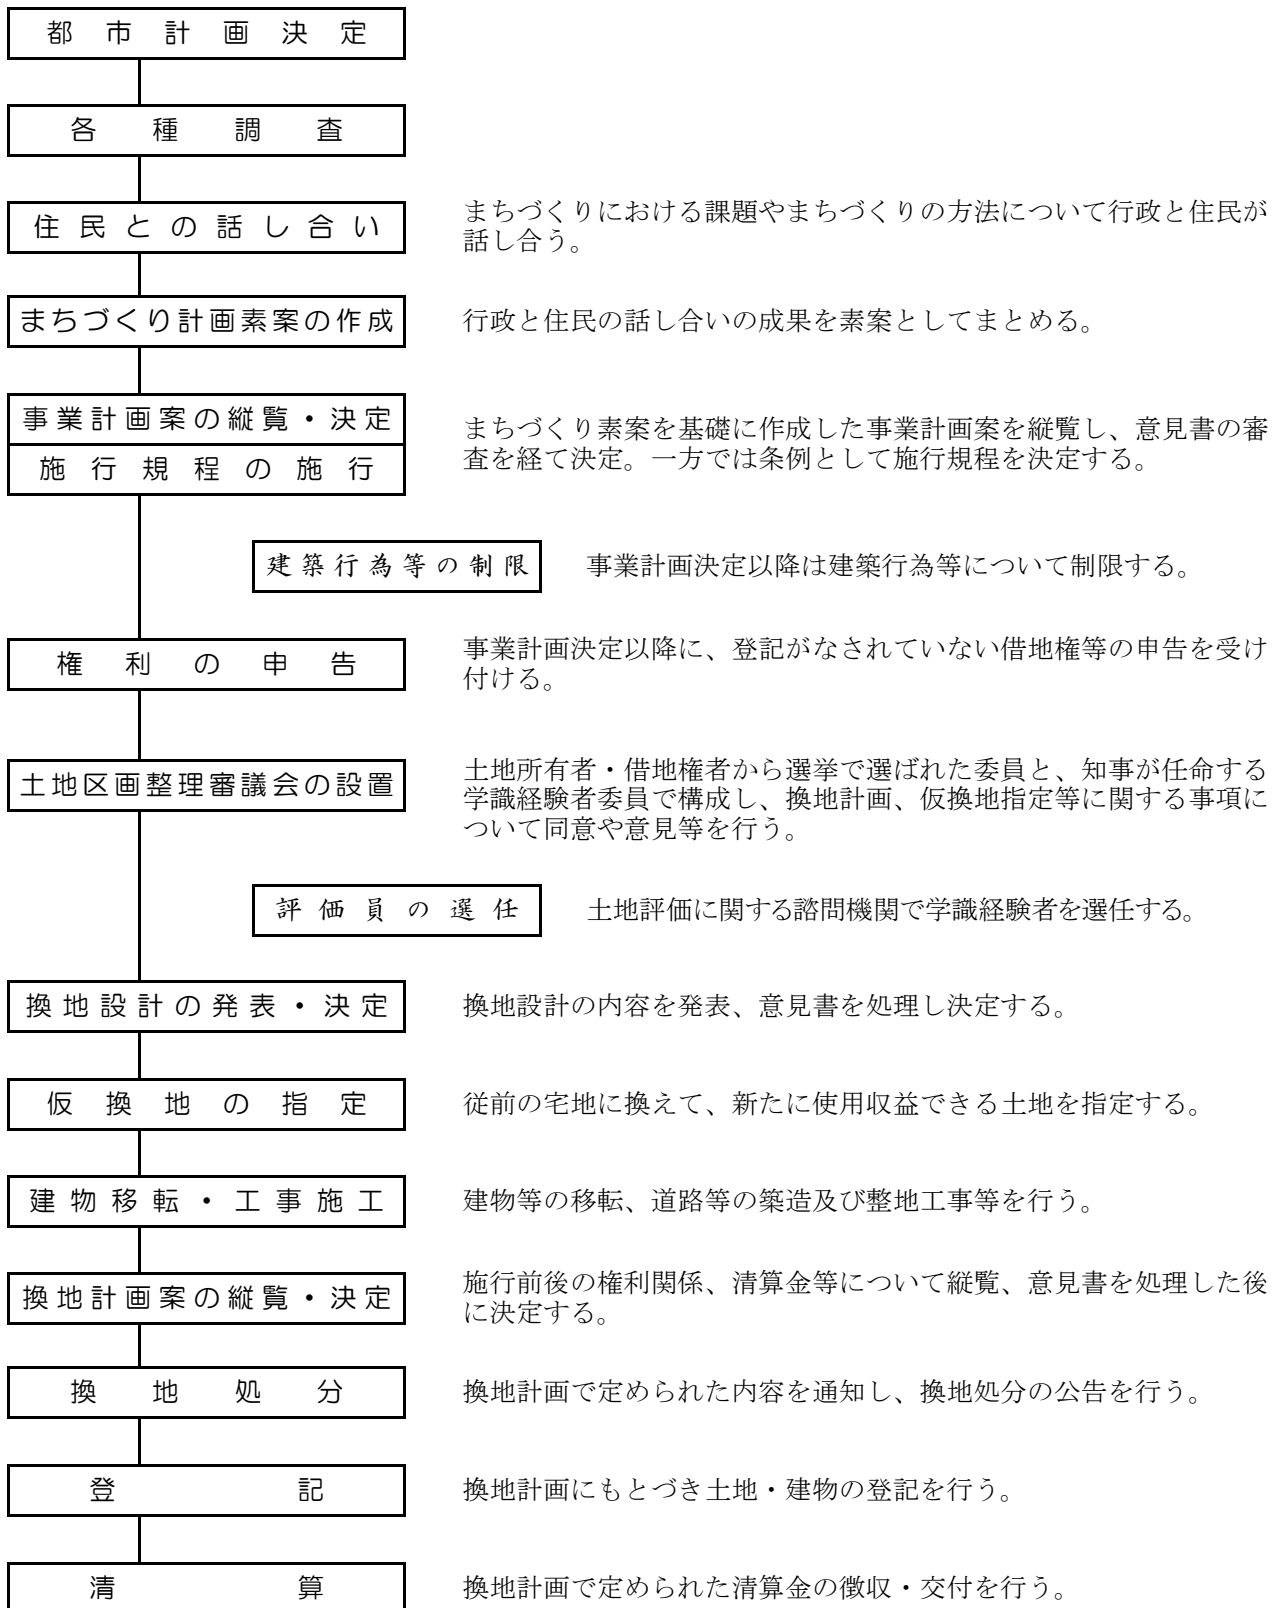 都市計画決定
各種調査
住民との話し合い
まちづくりにおける課題やまちづくりの方法について行政と住民が
話し合う。
まちづくり計画素案の作成
行政と住民の話し合いの成果を素案としてまとめる。
事業計画案の縦覧・決定
施行規程の施行
まちづくり素案を基礎に作成した事業計画案を縦覧し、意見書の審
査を経て決定。一方では条例として施行規程を決定する。
建築行為等の制限
事業計画決定以降は建築行為等について制限する。
権利の申告
事業計画決定以降に、登記がなされていない借地権等の申告を受け
付ける。
土地区画整理審議会の設置
土地所有者・借地権者から選挙で選ばれた委員と、知事が任命する
学識経験者委員で構成し、換地計画、仮換地指定等に関する事項に
ついて同意や意見等を行う。
評価員の選任
土地評価に関する諮問機関で学識経験者を選任する。
換地設計の発表・決定
換地設計の内容を発表、意見書を処理し決定する。
仮換地の指定
従前の宅地に換えて、新たに使用収益できる土地を指定する。
建物移転・工事施工
建物等の移転、道路等の築造及び整地工事等を行う。
換地計画案の縦覧・決定
施行前後の権利関係、清算金等について縦覧、意見書を処理した後
に決定する。
換地処分
換地計画で定められた内容を通知し、換地処分の公告を行う。
登記
換地計画にもとづき土地・建物の登記を行う。
清算
換地計画で定められた清算金の徴収・交付を行う。